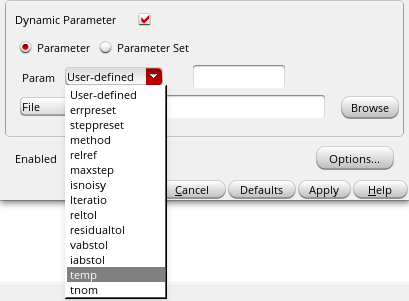 Dynamic Parameter
Parameter Parameter Set
Param User-defined
File Browse
User-defined
errpreset
steppreset
method
relref
maxstep
isnoisy
lteratio
reltol
residualtol
vabstol
iabstol
temp
tnom
Enabled Options...
Cancel Defaults Apply Help